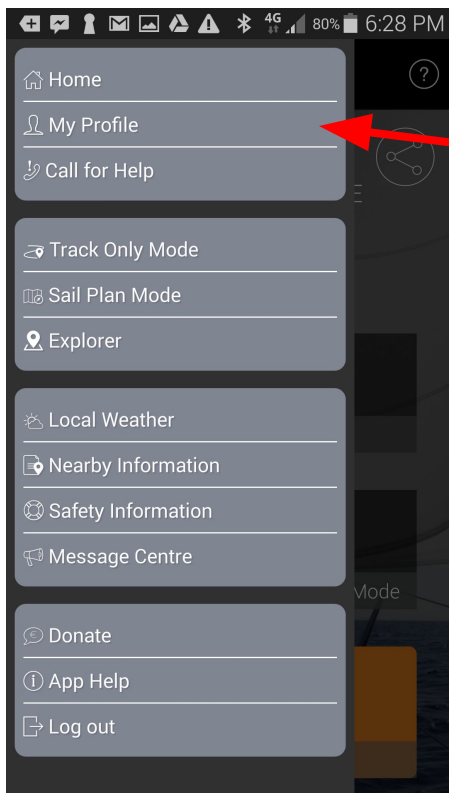 4G 80% 6:28 PM
?
Home
My Profile
Call for Help
E
Track Only Mode
Sail Plan Mode
Explorer
Local Weather
Nearby Information
Safety Information
Message Centre
Mode
Donate
App Help
Log out